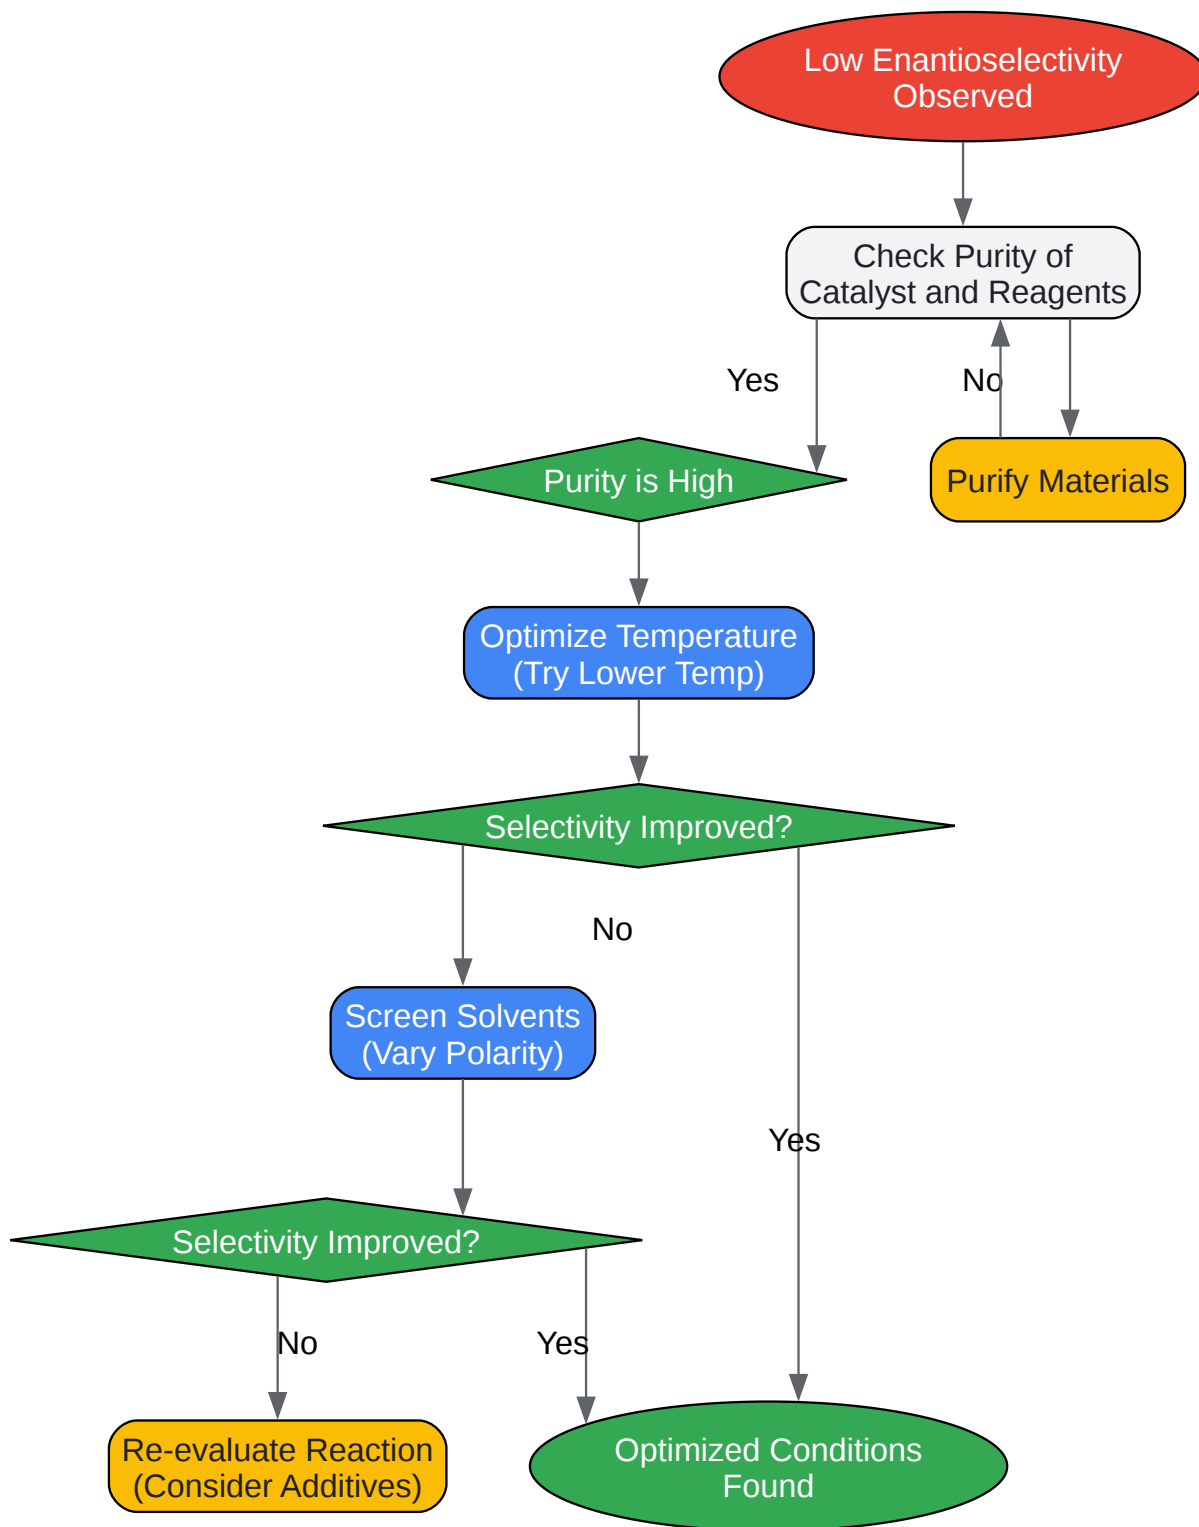 Low Enantioselectivity
Observed
Check Purity of
Catalyst and Reagents
Yes
No
Purity is High
Purify Materials
Optimize Temperature
(Try Lower Temp)
Selectivity Improved?
No
Screen Solvents
(Vary Polarity)
Yes
Selectivity Improved?
No
Yes
Re-evaluate Reaction
(Consider Additives)
Optimized Conditions
Found